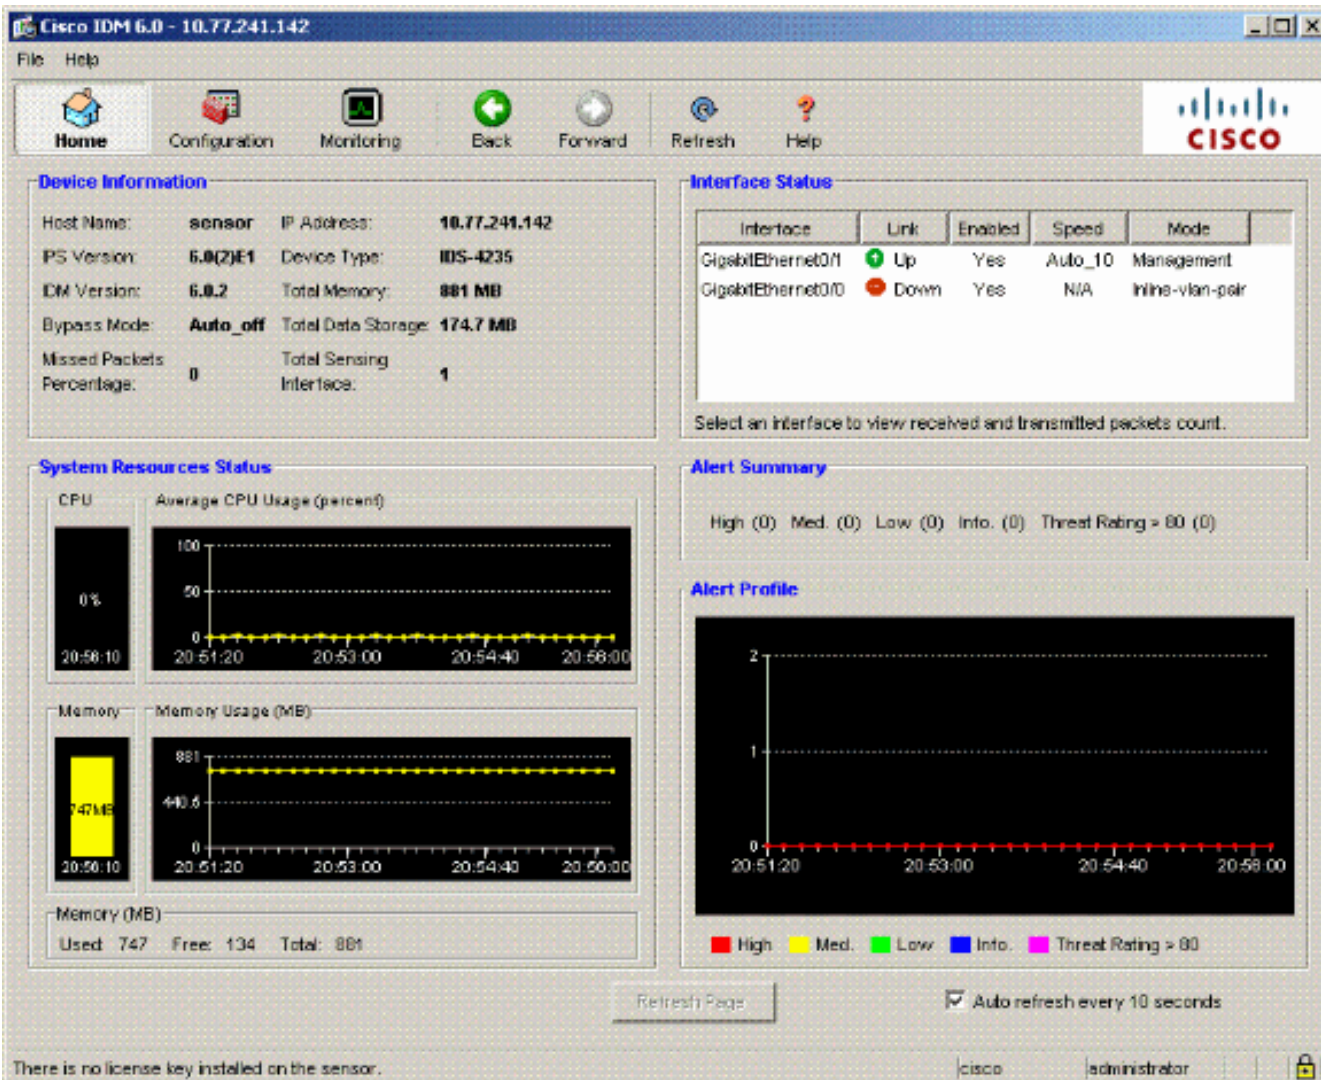 Cisco IDM 6.0 - 10.77.241.142
File Help
Home Configuration Monitoring Back Forward Refresh Help
CISCO
Device Information
Host Name: sensor IP Address: 10.77.241.142
IPS Version: 6.0(2)E1 Device Type: IDS-4235
IDM Version: 6.0.2 Total Memory: 881 MB
Bypass Mode: Auto_off Total Data Storage: 174.7 MB
Missed Packets Percentage: 0 Total Sensing Interface: 1
Interface Status
Interface Link Enabled Speed Mode
GigabitEthernet0/1 Up Yes Auto_10 Management
GigabitEthernet0/0 Down Yes N/A Inline-vlan-pair
Select an interface to view received and transmitted packets count.
System Resources Status
CPU Average CPU Usage (percent)
100
50
0
0%
20:56:10
20:51:20 20:53:00 20:54:40 20:56:00
Memory Memory Usage (MB)
881
440.5
0
747MB
20:56:10
20:51:20 20:53:00 20:54:40 20:56:00
Memory (MB)
Used: 747 Free: 134 Total: 881
Alert Summary
High (0) Med. (0) Low (0) Info. (0) Threat Rating > 80 (0)
Alert Profile
2
1
0
20:51:20 20:53:00 20:54:40 20:56:00
High Med. Low Info. Threat Rating > 80
Refresh Page
Auto refresh every 10 seconds
There is no license key installed on the sensor. cisco administrator